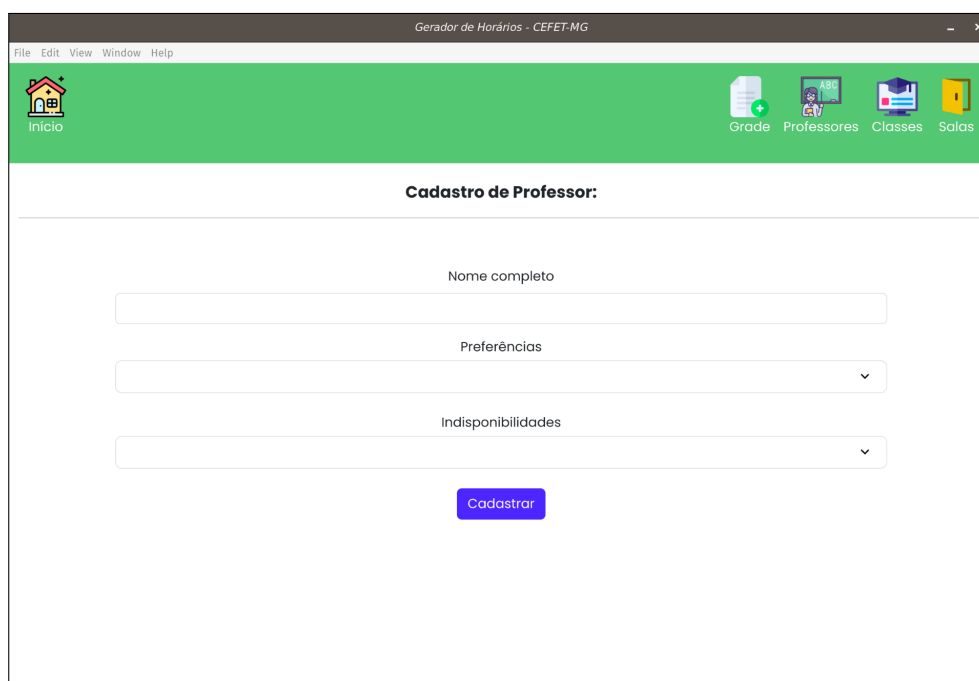 Gerador de Horários - CEFET-MG
File Edit View Window Help
ABC
Início
Grade Professores Classes Salas
Cadastro de Professor:
Nome completo
Preferências
Indisponibilidades
Cadastrar